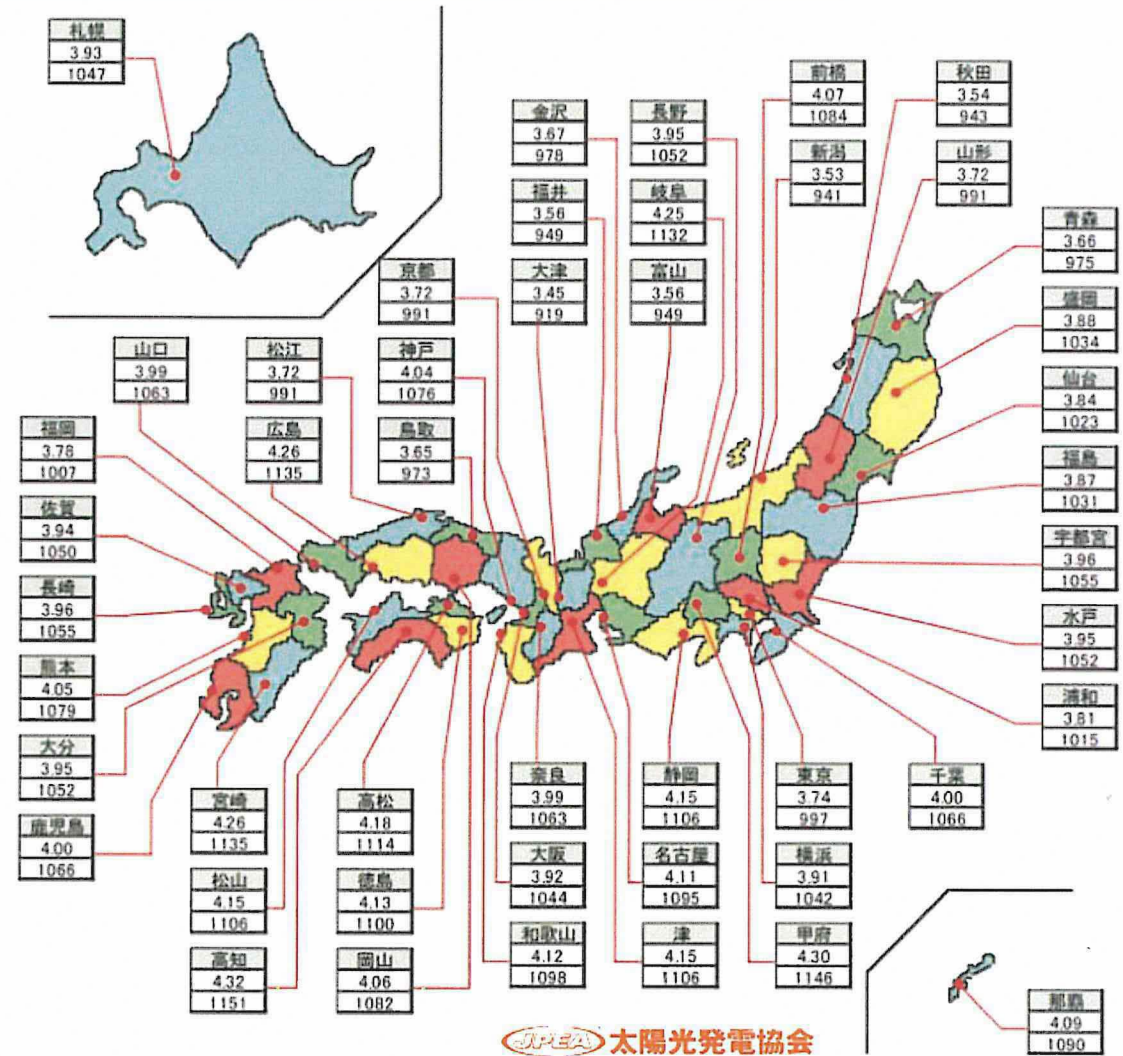 札幌
3.93
1047
前橋
4.07
1084
秋田
3.54
943
金沢
3.67
978
長野
3.95
1052
新潟
3.53
941
山形
3.72
991
福井
3.56
949
岐阜
4.25
1132
青森
3.66
975
京都
3.72
991
大津
3.45
919
富山
3.56
949
盛岡
3.88
1034
山口
3.99
1063
松江
3.72
991
神戸
4.04
1076
仙台
3.84
1023
福岡
3.78
1007
広島
4.26
1135
鳥取
3.65
973
福島
3.87
1031
佐賀
3.94
1050
宇都宮
3.96
1055
長崎
3.96
1055
水戸
3.95
1052
熊本
4.05
1079
浦和
3.81
1015
大分
3.95
1052
宮崎
4.26
1135
高松
4.18
1114
奈良
3.99
1063
静岡
4.15
1106
東京
3.74
997
千葉
4.00
1066
鹿児島
4.00
1066
松山
4.15
1106
徳島
4.13
1100
大阪
3.92
1044
名古屋
4.11
1095
横浜
3.91
1042
高知
4.32
1151
岡山
4.06
1082
和歌山
4.12
1098
津
4.15
1106
甲府
4.30
1146
那覇
4.09
1090
JPEA 太陽光発電協会